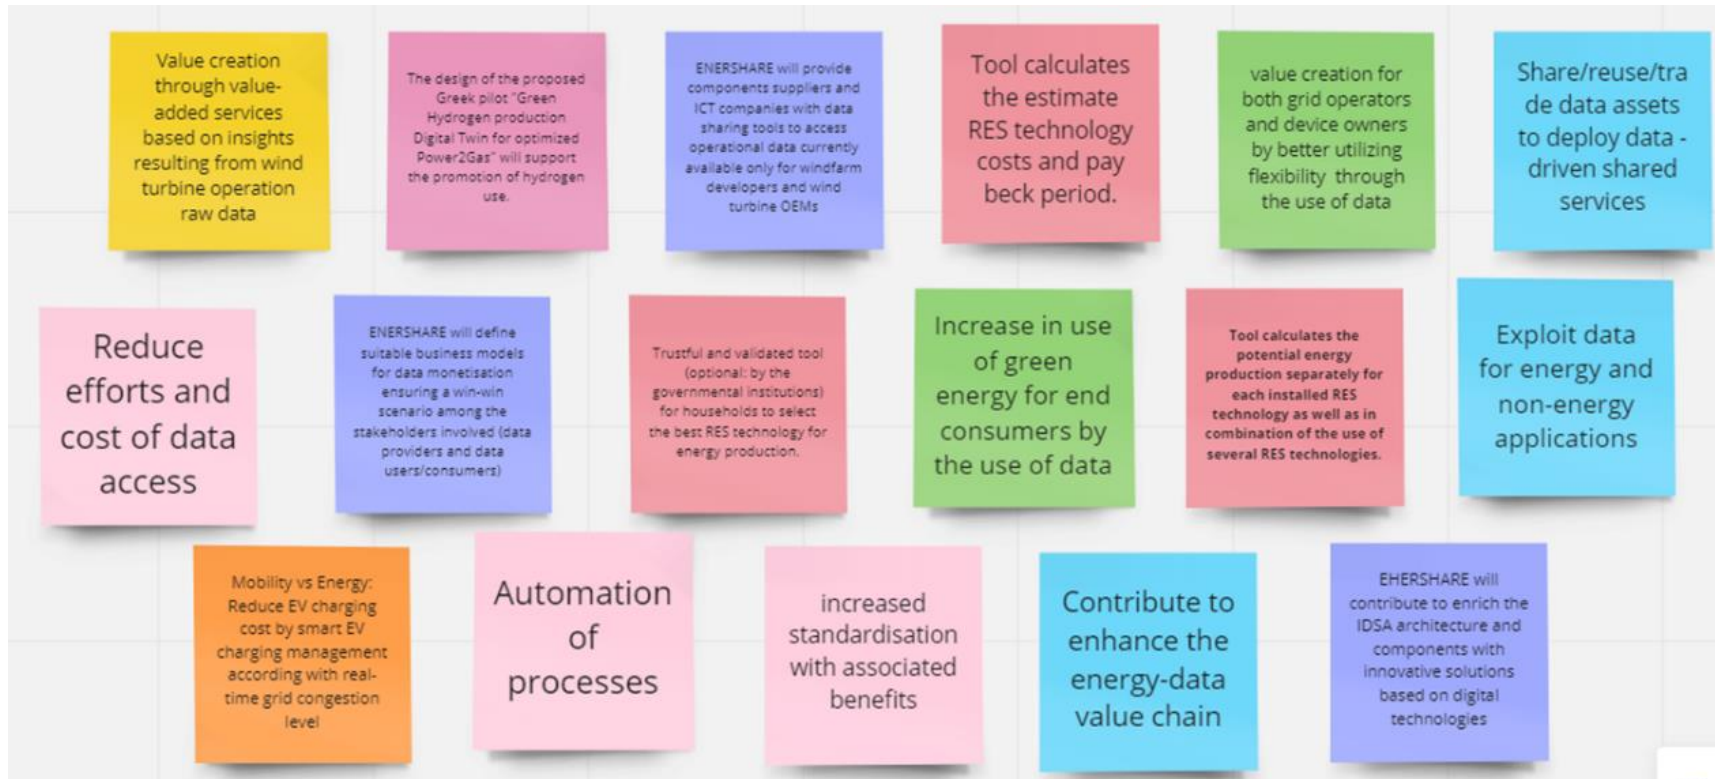 Value creation
through value-
added services
based on insights
resulting from wind
turbine operation
raw data
The design of the proposed
Greek pilot "Green
Hydrogen production
Digital Twin for optimized
Power2Gas" will support
the promotion of hydrogen
use.
ENERSHARE will provide
components suppliers and
ICT companies with data
sharing tools to access
operational data currently
available only for windfarm
developers and wind
turbine OEMs
Tool calculates
the estimate
RES technology
costs and pay
beck period.
value creation for
both grid operators
and device owners
by better utilizing
flexibility through
the use of data
Share/reuse/tra
de data assets
to deploy data -
driven shared
services
Reduce
efforts and
cost of data
access
ENERSHARE will define
suitable business models
for data monetisation
ensuring a win-win
scenario among the
stakeholders involved (data
providers and data
users/consumers)
Trustful and validated tool
(optional: by the
governmental institutions)
for households to select
the best RES technology for
energy production.
Increase in use
of green
energy for end
consumers by
the use of data
Tool calculates the
potential energy
production separately for
each installed RES
technology as well as in
combination of the use of
several RES technologies.
Exploit data
for energy and
non-energy
applications
Mobility vs Energy:
Reduce EV charging
cost by smart EV
charging management
according with real-
time grid congestion
level
Automation
of
processes
increased
standardisation
with associated
benefits
Contribute to
enhance the
energy-data
value chain
EHERSHARE will
contribute to enrich the
IDSA architecture and
components with
innovative solutions
based on digital
technologies